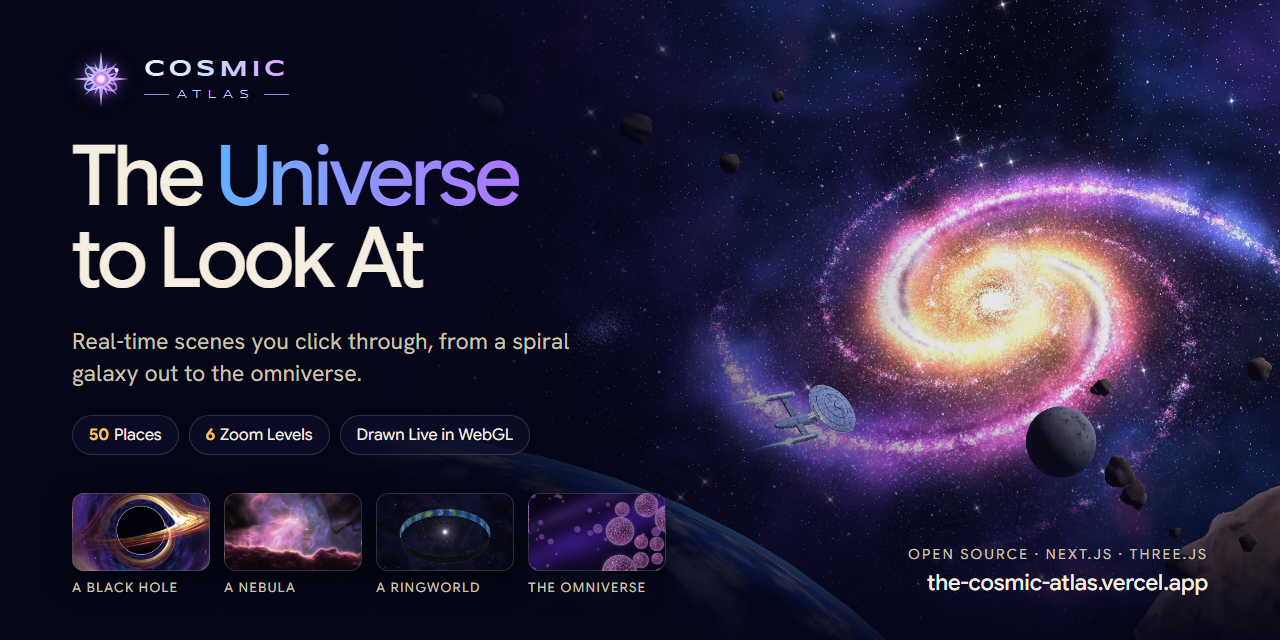 COSMIC
ATLAS
The Universe
to Look At
Real-time scenes you click through, from a spiral
galaxy out to the omniverse.
50 Places
6 Zoom Levels
Drawn Live in WebGL
A BLACK HOLE
A NEBULA
A RINGWORLD
THE OMNIVERSE
OPEN SOURCE · NEXT.JS · THREE.JS
the-cosmic-atlas.vercel.app